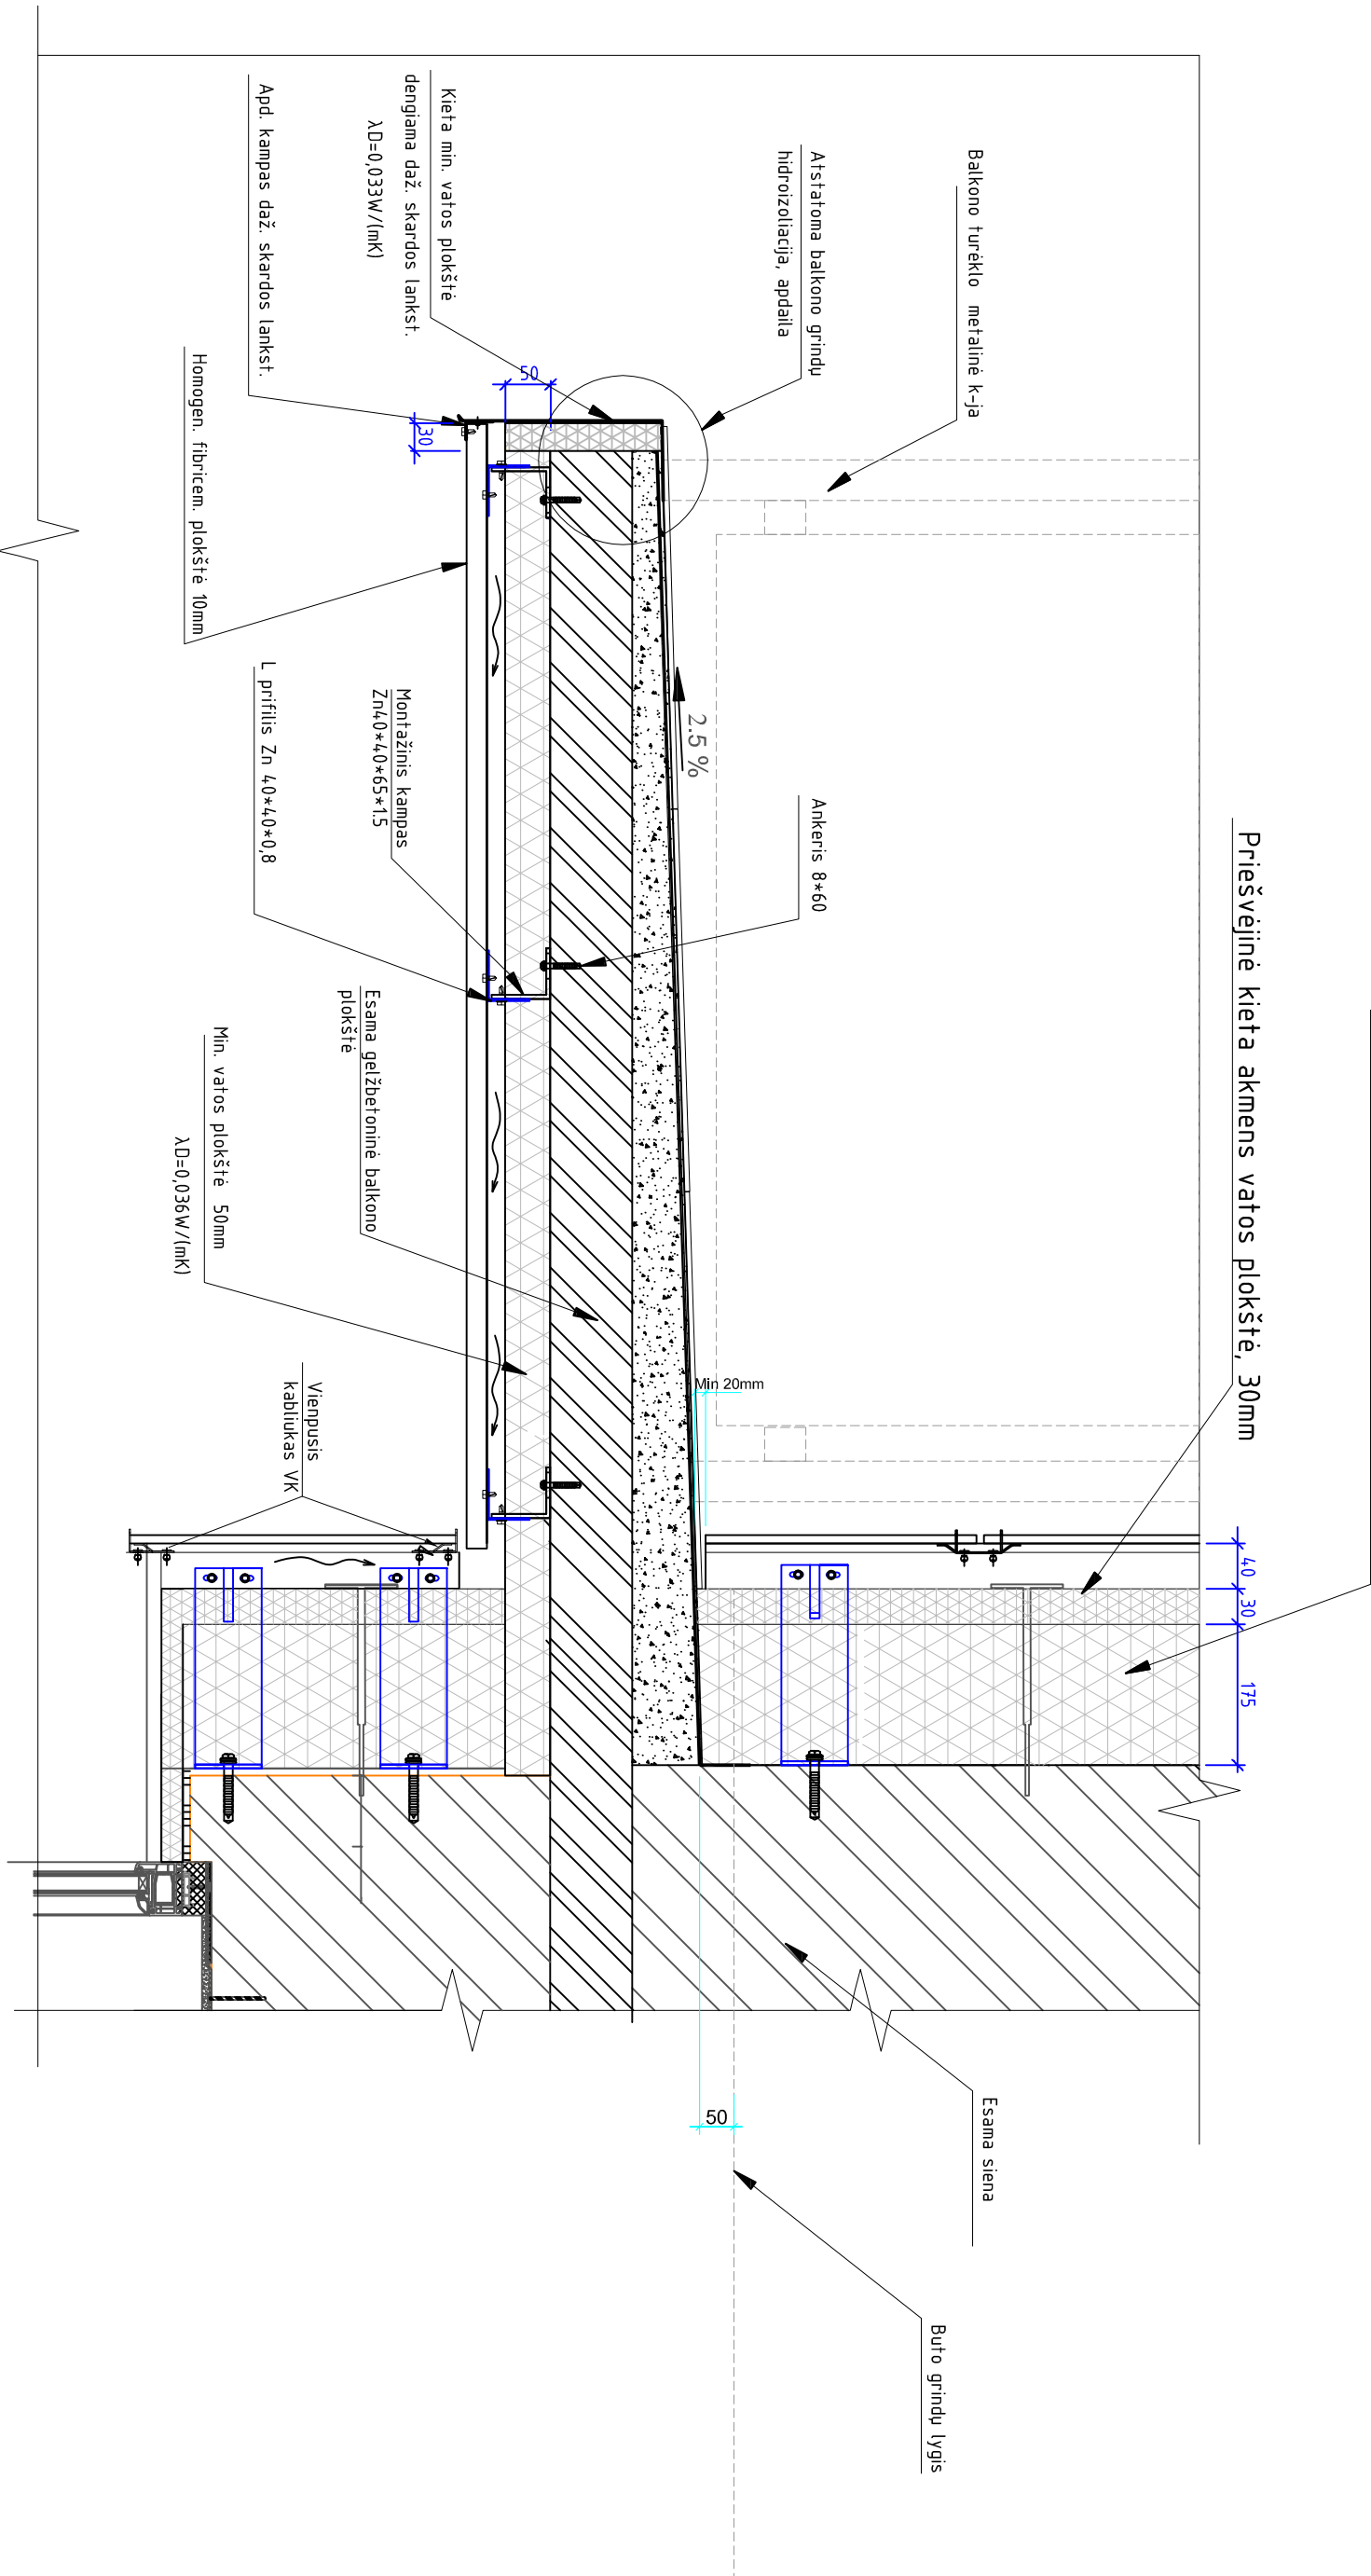 Priešvėjinė kieta akmens vatos plokštė, 30mm
40
30
175
Balkono turėklo metalinė k-ja
Atstatoma balkono grindų
hidroizoliacija, apdaila
Ankeris 8*60
2.5 %
Min 20mm
50
Esama siena
Buto grindų lygis
Kieta min. vatos plokštė
dengiama daž. skardos lankst.
λD=0,033W/(mK)
50
30
Apd. kampas daž. skardos lankst.
Homogen. fibricem. plokštė 10mm
Montažinis kampas
Zn40*40*65*1.5
L prifilis Zn 40*40*0,8
Esama gelžbetoninė balkono
plokštė
Min. vatos plokštė 50mm
λD=0,036W/(mK)
Vienpusis
kabliukas VK